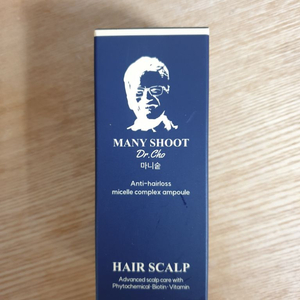 MANY SHOOT
Dr.Cho
마니숱
Anti-hairloss
micelle complex ampoule
HAIR SCALP
Advanced scalp care with
Phytochemical·Biotin·Vitamin